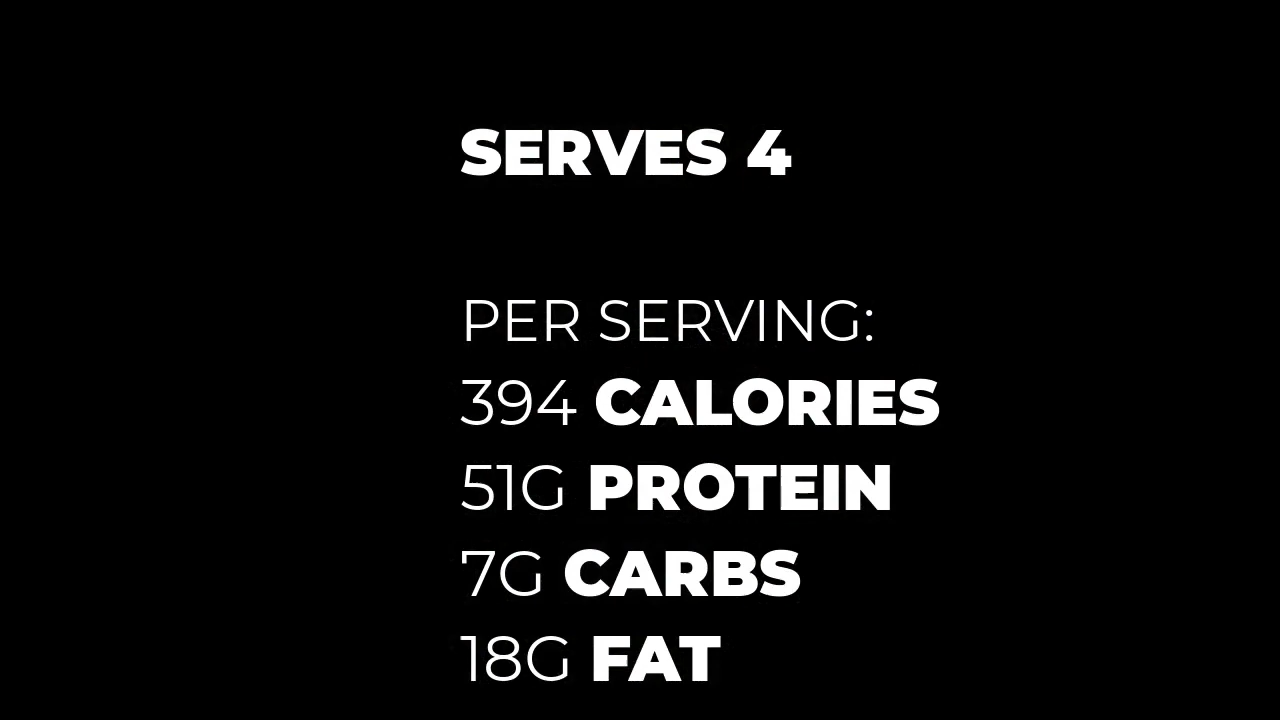 SERVES 4
PER SERVING:
394 CALORIES
51G PROTEIN
7G CARBS
18G FAT